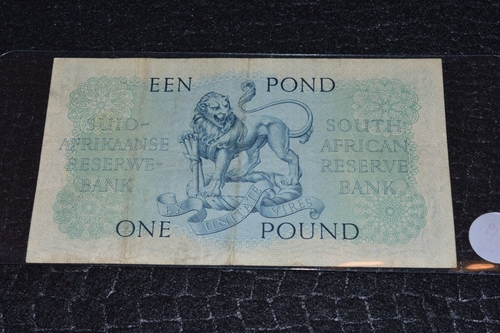 EEN POND
SUID-
AFRIKAANSE
RESERWE-
BANK
SOUTH
AFRICAN
RESERVE
BANK
EX UNITATE VIRES
ONE POUND